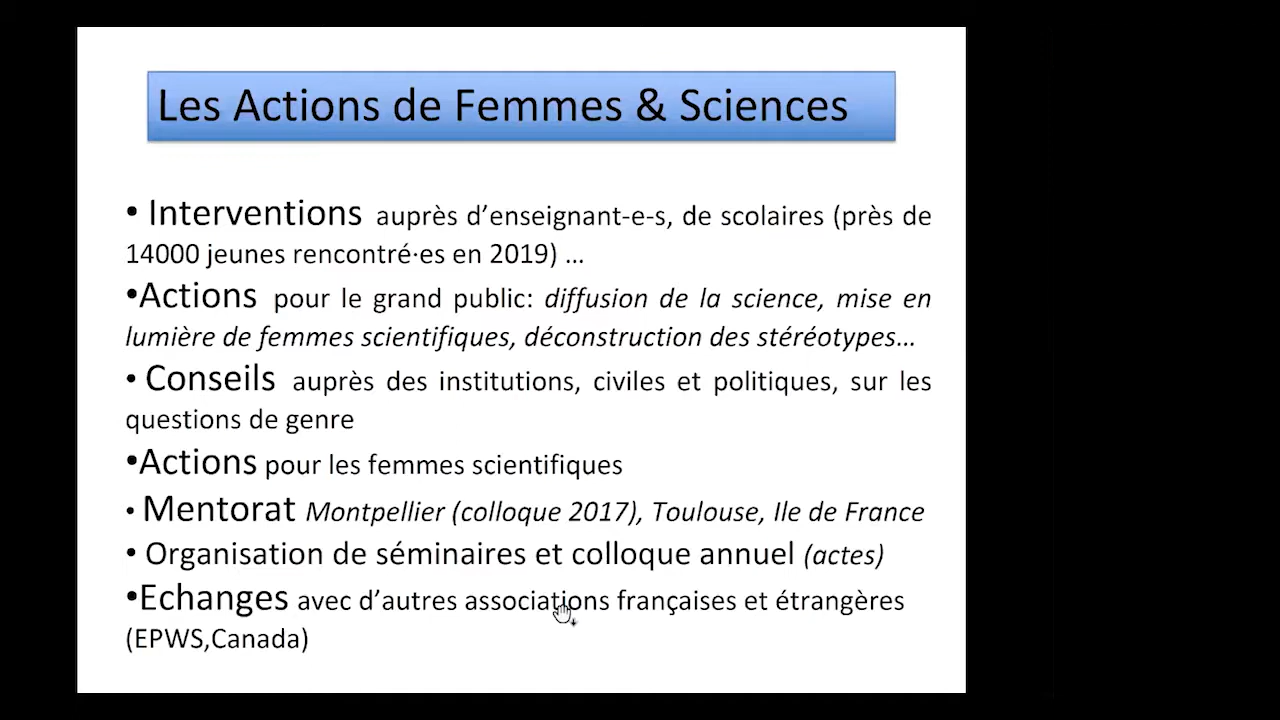 Les Actions de Femmes & Sciences
• Interventions auprès d’enseignant-e-s, de scolaires (près de
14000 jeunes rencontré·es en 2019) …
•Actions pour le grand public: diffusion de la science, mise en
lumière de femmes scientifiques, déconstruction des stéréotypes…
• Conseils auprès des institutions, civiles et politiques, sur les
questions de genre
•Actions pour les femmes scientifiques
• Mentorat Montpellier (colloque 2017), Toulouse, Ile de France
• Organisation de séminaires et colloque annuel (actes)
•Echanges avec d’autres associations françaises et étrangères
(EPWS,Canada)